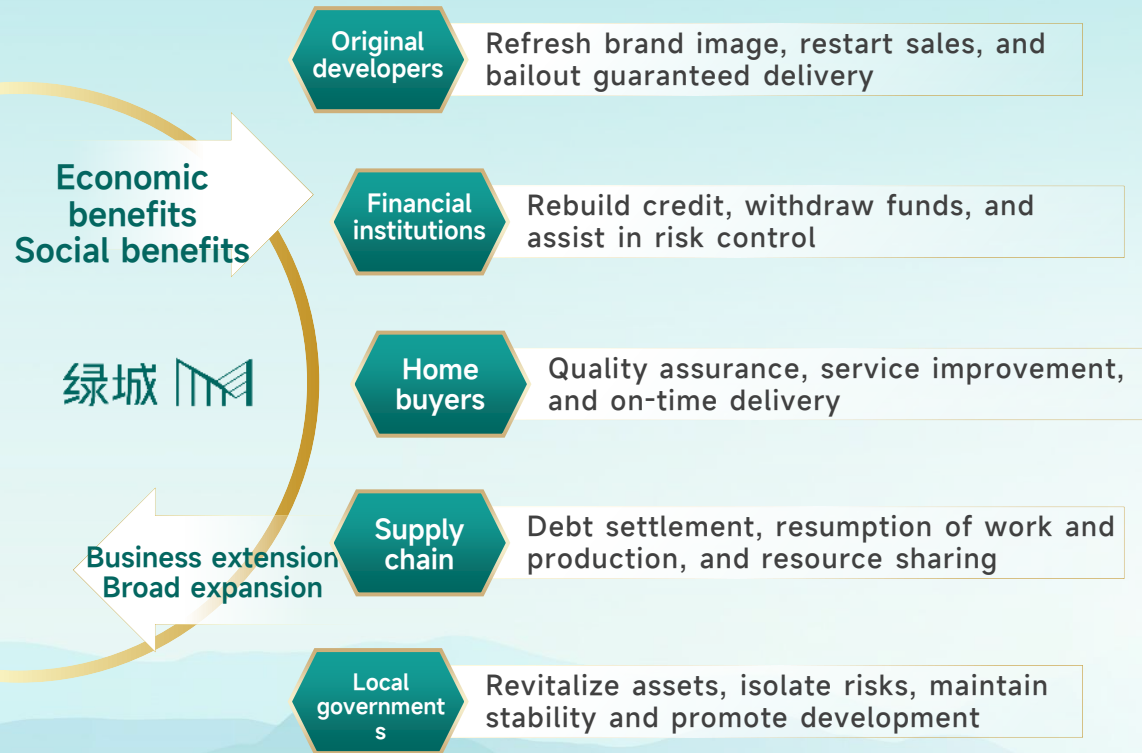 Original
developers
Refresh brand image, restart sales, and
bailout guaranteed delivery
Economic
benefits
Social benefits
Financial
institutions
Rebuild credit, withdraw funds, and
assist in risk control
绿城
Home
buyers
Quality assurance, service improvement,
and on-time delivery
Supply
chain
Debt settlement, resumption of work and
production, and resource sharing
Business extension
Broad expansion
Local
government
s
Revitalize assets, isolate risks, maintain
stability and promote development